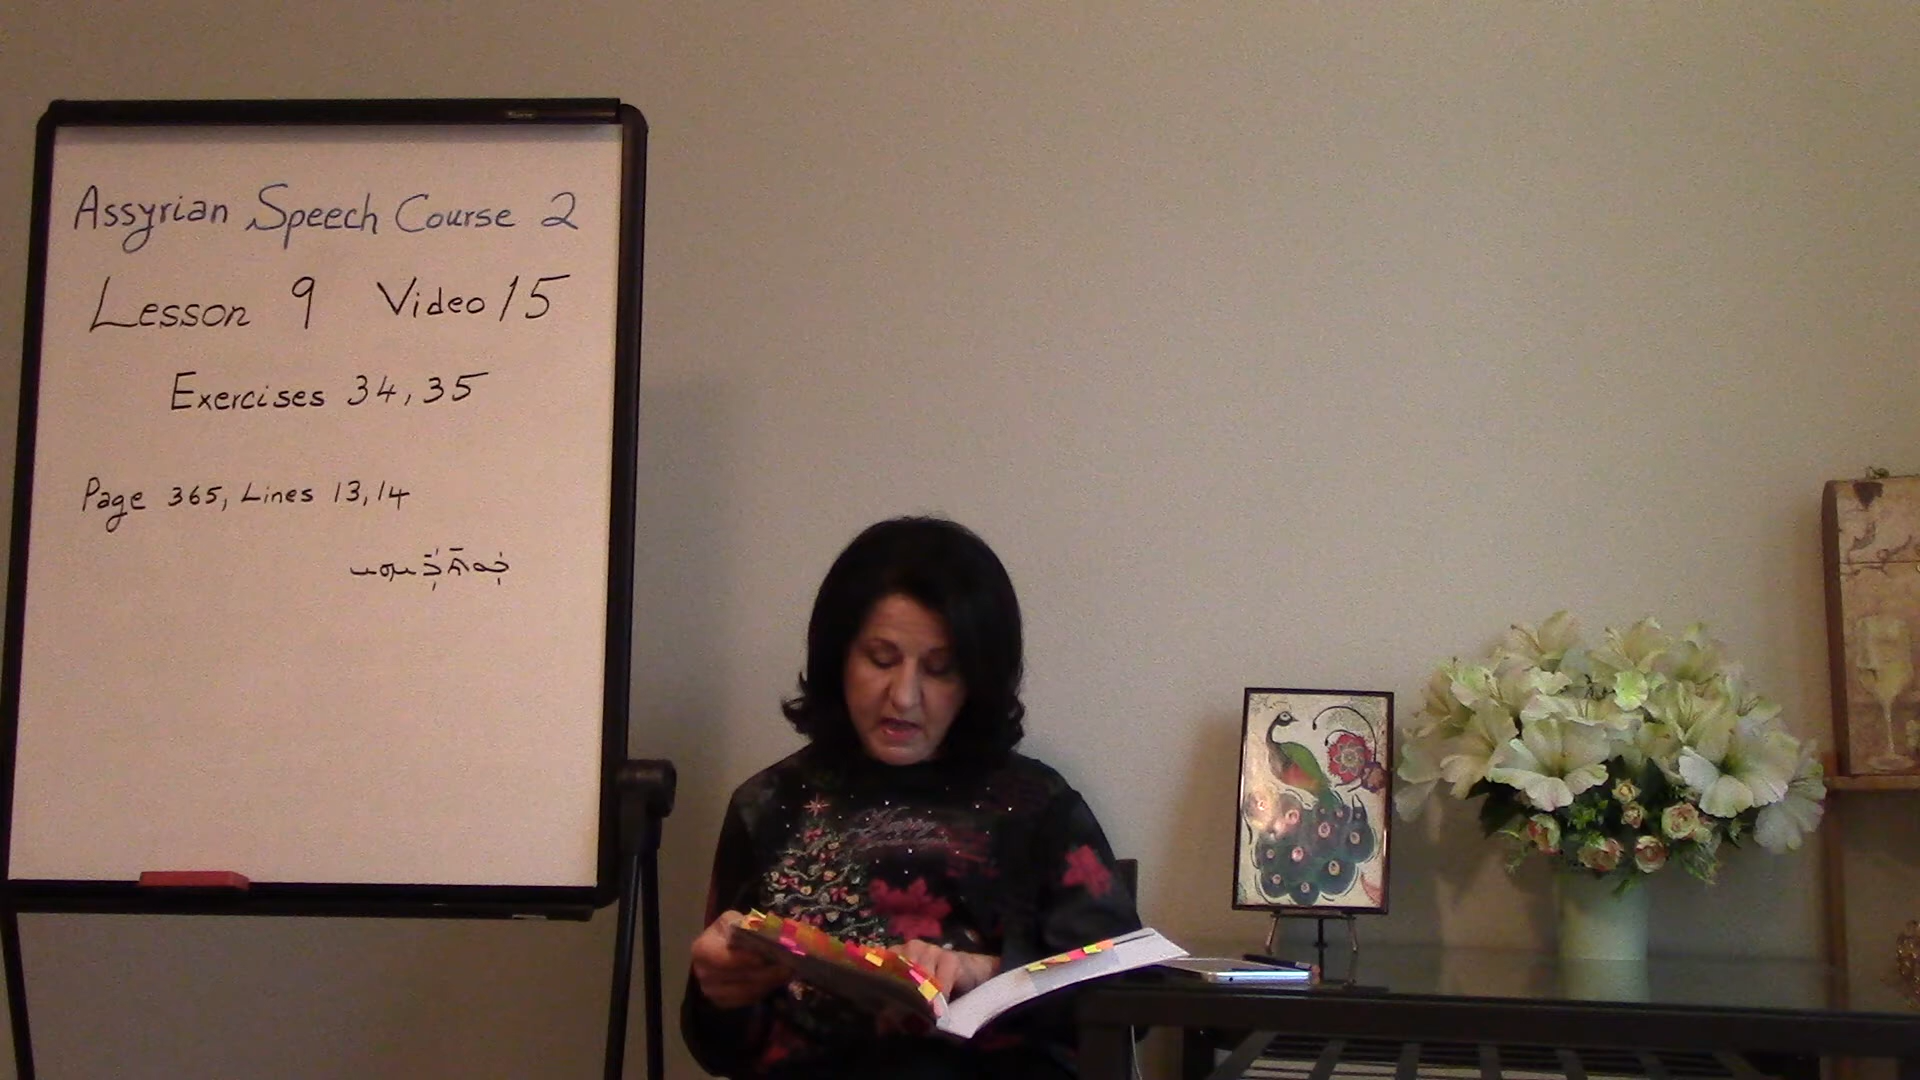 Assyrian Speech Course 2
Lesson 9 Video 15
Exercises 34, 35
Page 365, Lines 13, 14